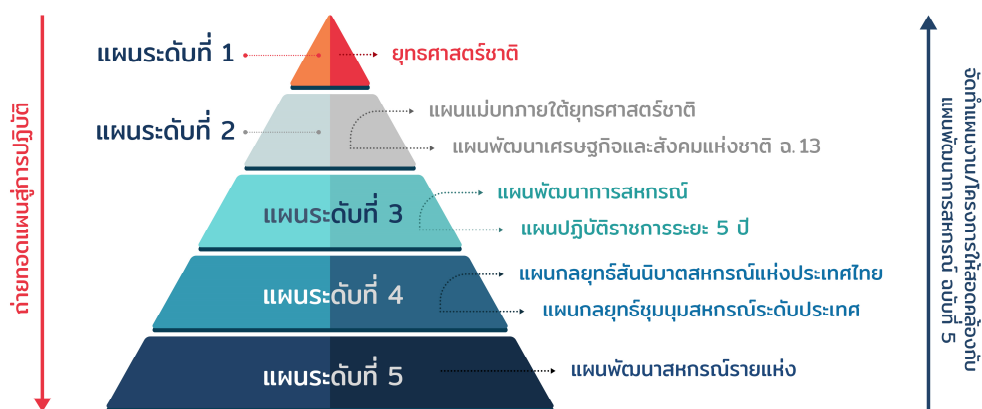 แผนระดับที่ 1
ยุทธศาสตร์ชาติ
แผนระดับที่ 2
แผนแม่บทภายใต้ยุทธศาสตร์ชาติ
แผนพัฒนาเศรษฐกิจและสังคมแห่งชาติ ฉ.13
แผนระดับที่ 3
แผนพัฒนาการสหกรณ์
แผนปฏิบัติราชการระยะ 5 ปี
แผนระดับที่ 4
แผนกลยุทธ์สันนิบาตสหกรณ์แห่งประเทศไทย
แผนกลยุทธ์ชุมนุมสหกรณ์ระดับประเทศ
แผนระดับที่ 5
แผนพัฒนาสหกรณ์รายแห่ง
ถ่ายทอดแผนสู่การปฏิบัติ
จัดทำแผนงาน/โครงการให้สอดคล้องกับ
แผนพัฒนาการสหกรณ์ ฉบับที่ 5